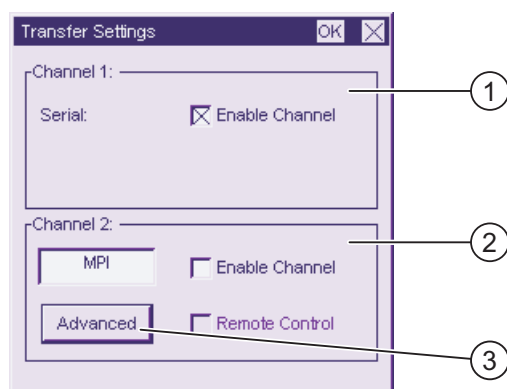 Transfer Settings OK
Channel 1:
1
Serial: Enable Channel
Channel 2:
2
MPI Enable Channel
Advanced Remote Control
3